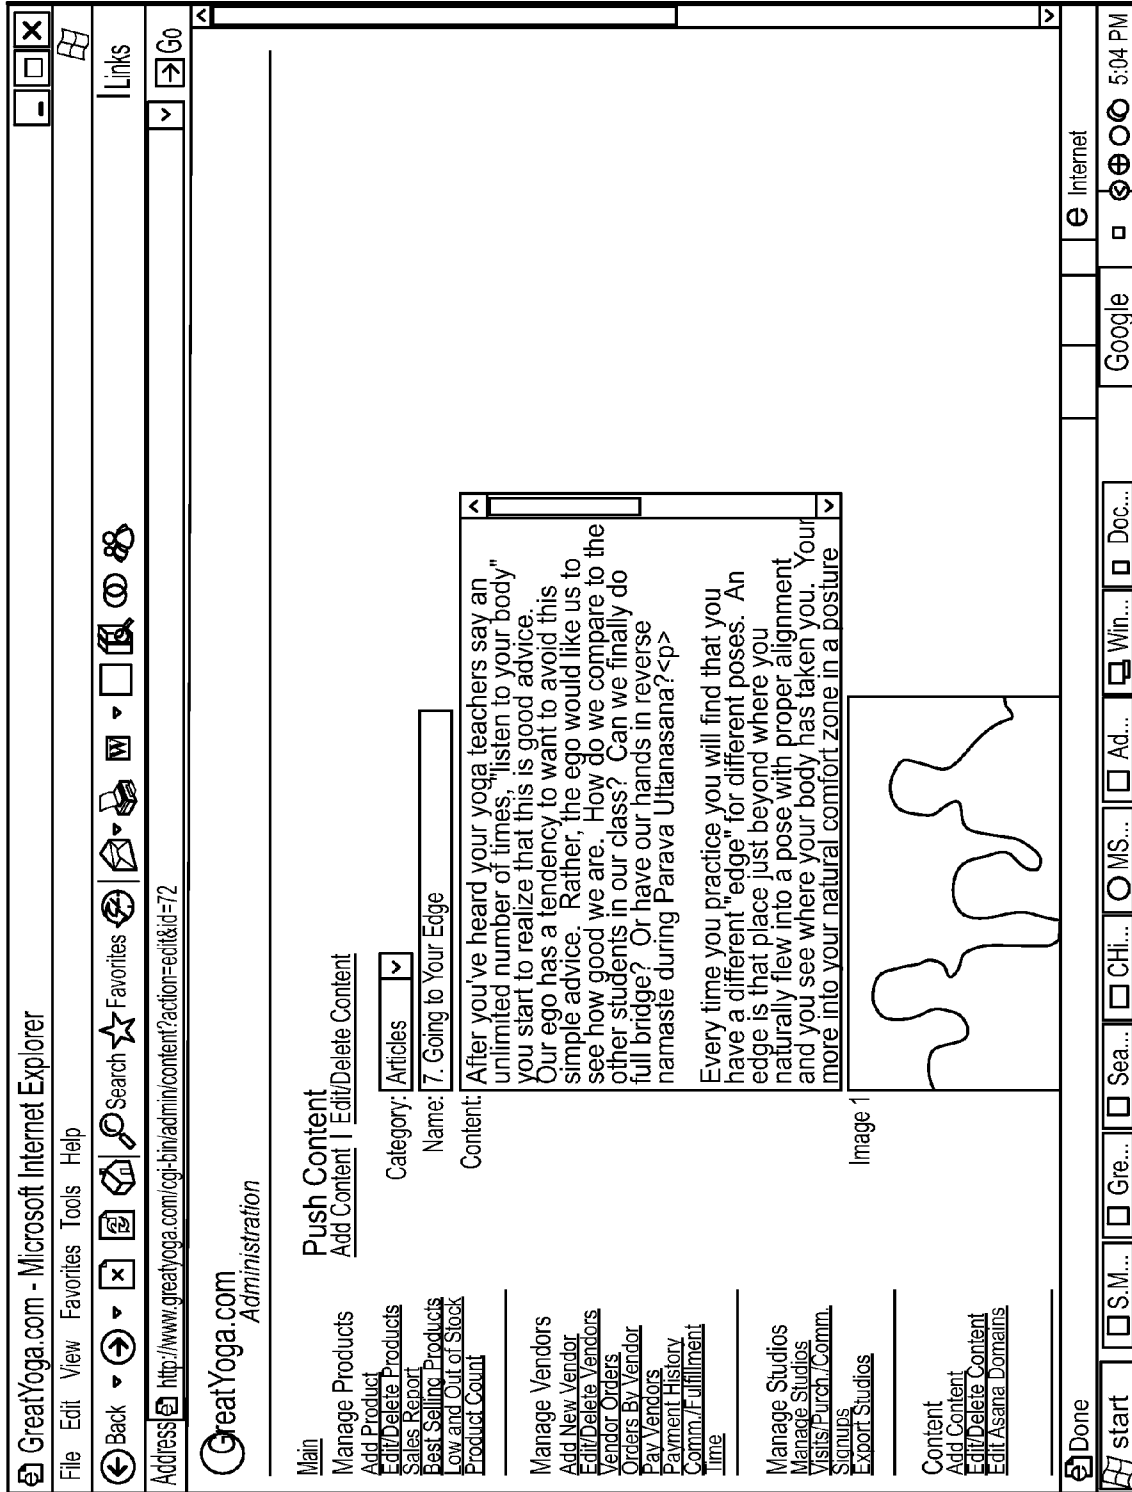 GreatYoga.com - Microsoft Internet Explorer
File Edit View Favorites Tools Help
Back Search Favorites W Links
Address http://www.greatyoga.com/cgi-bin/admin/content?action=edit&id=72 Go
GreatYoga.com
Administration
Main
Manage Products
Add Product
Edit/Delete Products
Sales Report
Best Selling Products
Low and Out of Stock
Product Count
Manage Vendors
Add New Vendor
Edit/Delete Vendors
Vendor Orders
Orders By Vendor
Pay Vendors
Payment History
Comm./Fulfillment
Time
Manage Studios
Manage Studios
Visits/Purch./Comm.
Signups
Export Studios
Content
Add Content
Edit/Delete Content
Edit Asana Domains
Push Content
Add Content | Edit/Delete Content
Category: Articles
Name: 7. Going to Your Edge
Content:
After you've heard your yoga teachers say an
unlimited number of times, "listen to your body"
you start to realize that this is good advice.
Our ego has a tendency to want to avoid this
simple advice. Rather, the ego would like us to
see how good we are. How do we compare to the
other students in our class? Can we finally do
full bridge? Or have our hands in reverse
namaste during Parava Uttanasana?<p>
Every time you practice you will find that you
have a different "edge" for different poses. An
edge is that place just beyond where you
naturally flew into a pose with proper alignment
and you see where your body has taken you. Your
more into your natural comfort zone in a posture
Image 1
Done Internet
start S.M... Gre... Sea... CHi... MS... Ad... Win... Doc... Google 5:04 PM